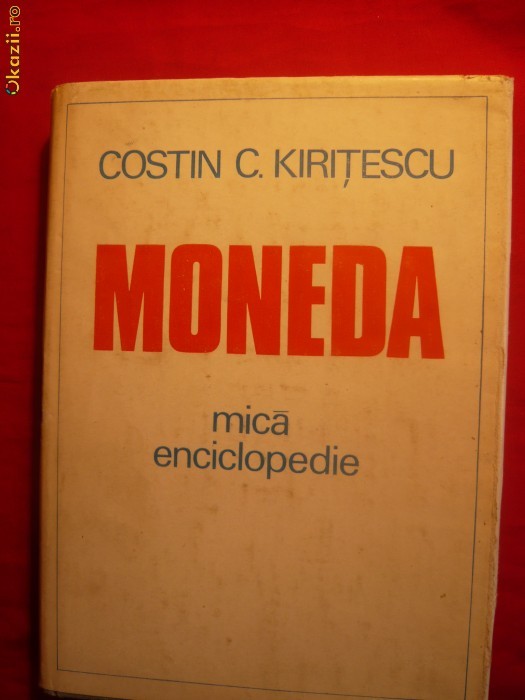 Okazii.ro
COSTIN C. KIRIȚESCU
MONEDA
mică
enciclopedie